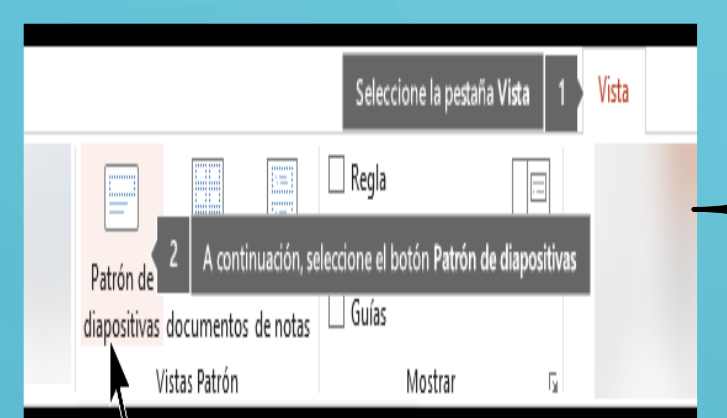 Seleccione la pestaña Vista 1 Vista
Regla
2 A continuación, seleccione el botón Patrón de diapositivas
Patrón de
diapositivas documentos de notas Guías
Vistas Patrón Mostrar